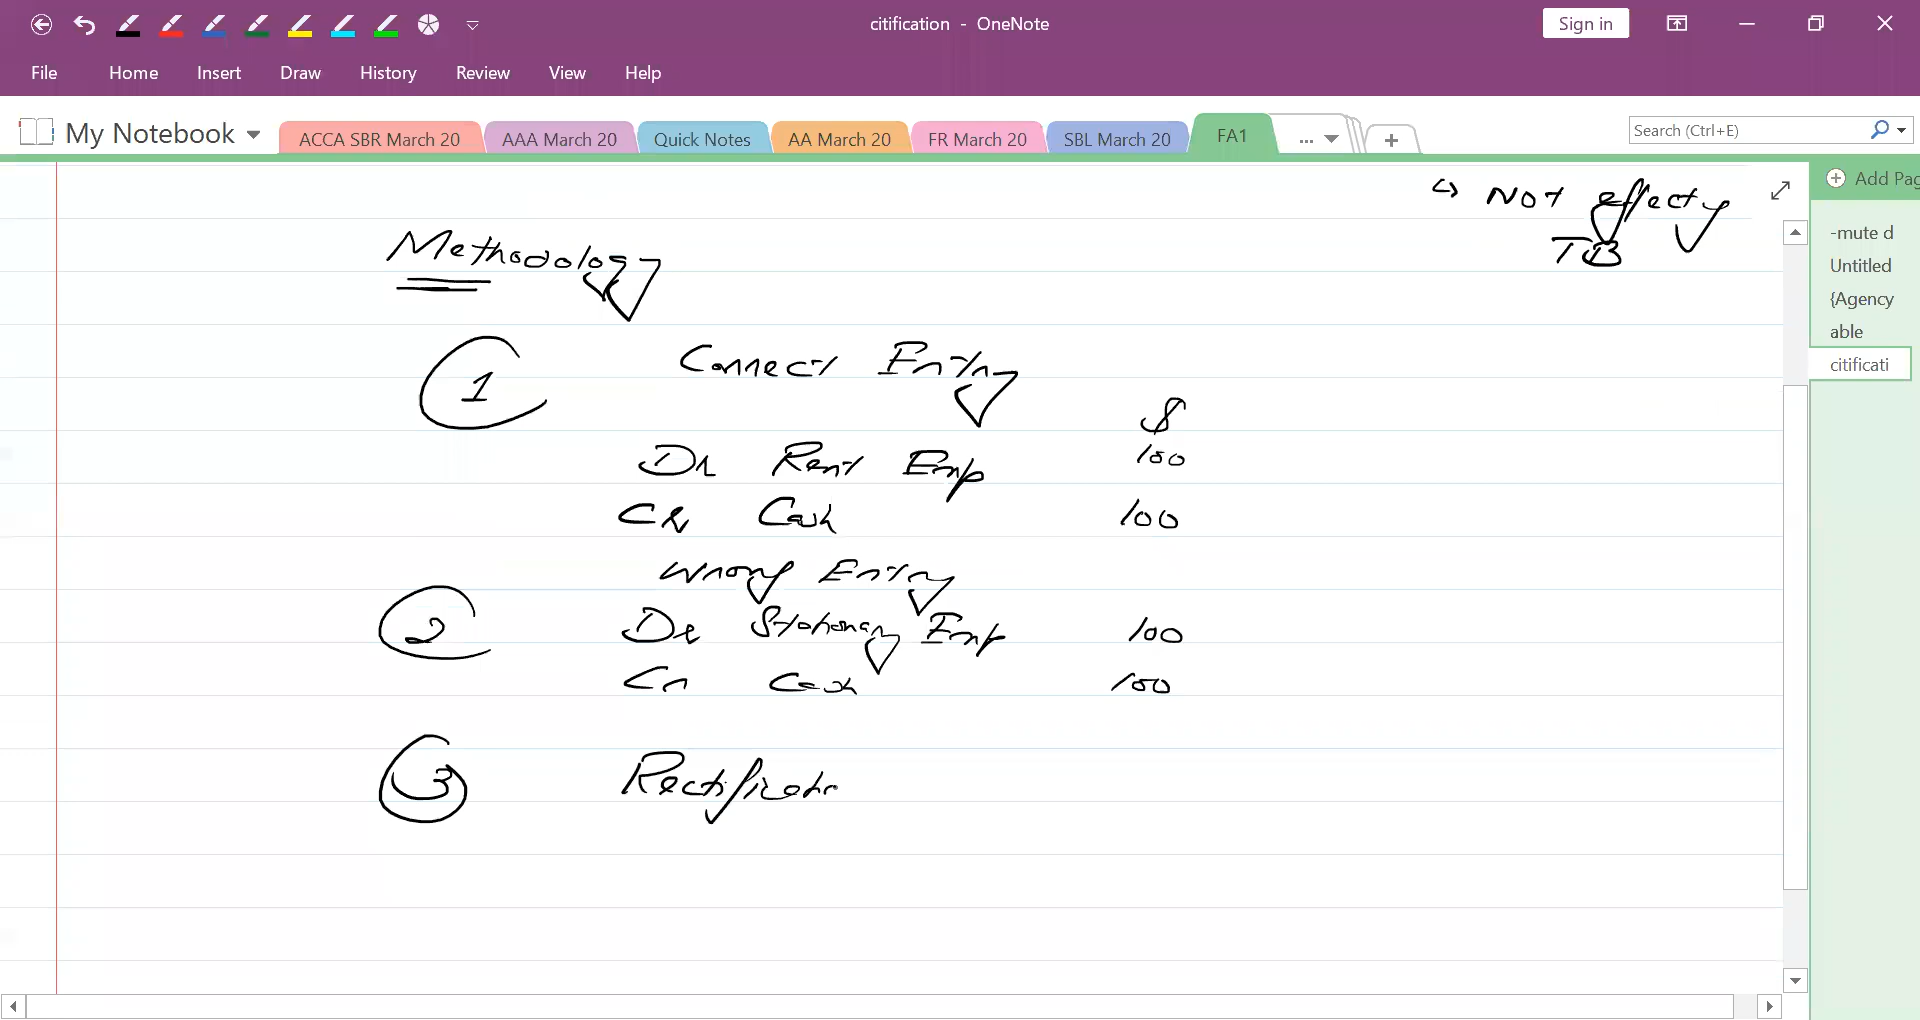 citification - OneNote
Sign in
File Home Insert Draw History Review View Help
My Notebook
ACCA SBR March 20
AAA March 20
Quick Notes
AA March 20
FR March 20
SBL March 20
FA1
...
Search (Ctrl+E)
Add Pag
-mute d
Untitled
{Agency
able
citificati
Not effecty
TB
Methodology
1 Correct Entry
$
Dr Rent Exp 100
CR Cash 100
Wrong Entry
2 Dr Stationary Exp 100
Cr Cash 100
3 Rectificatn